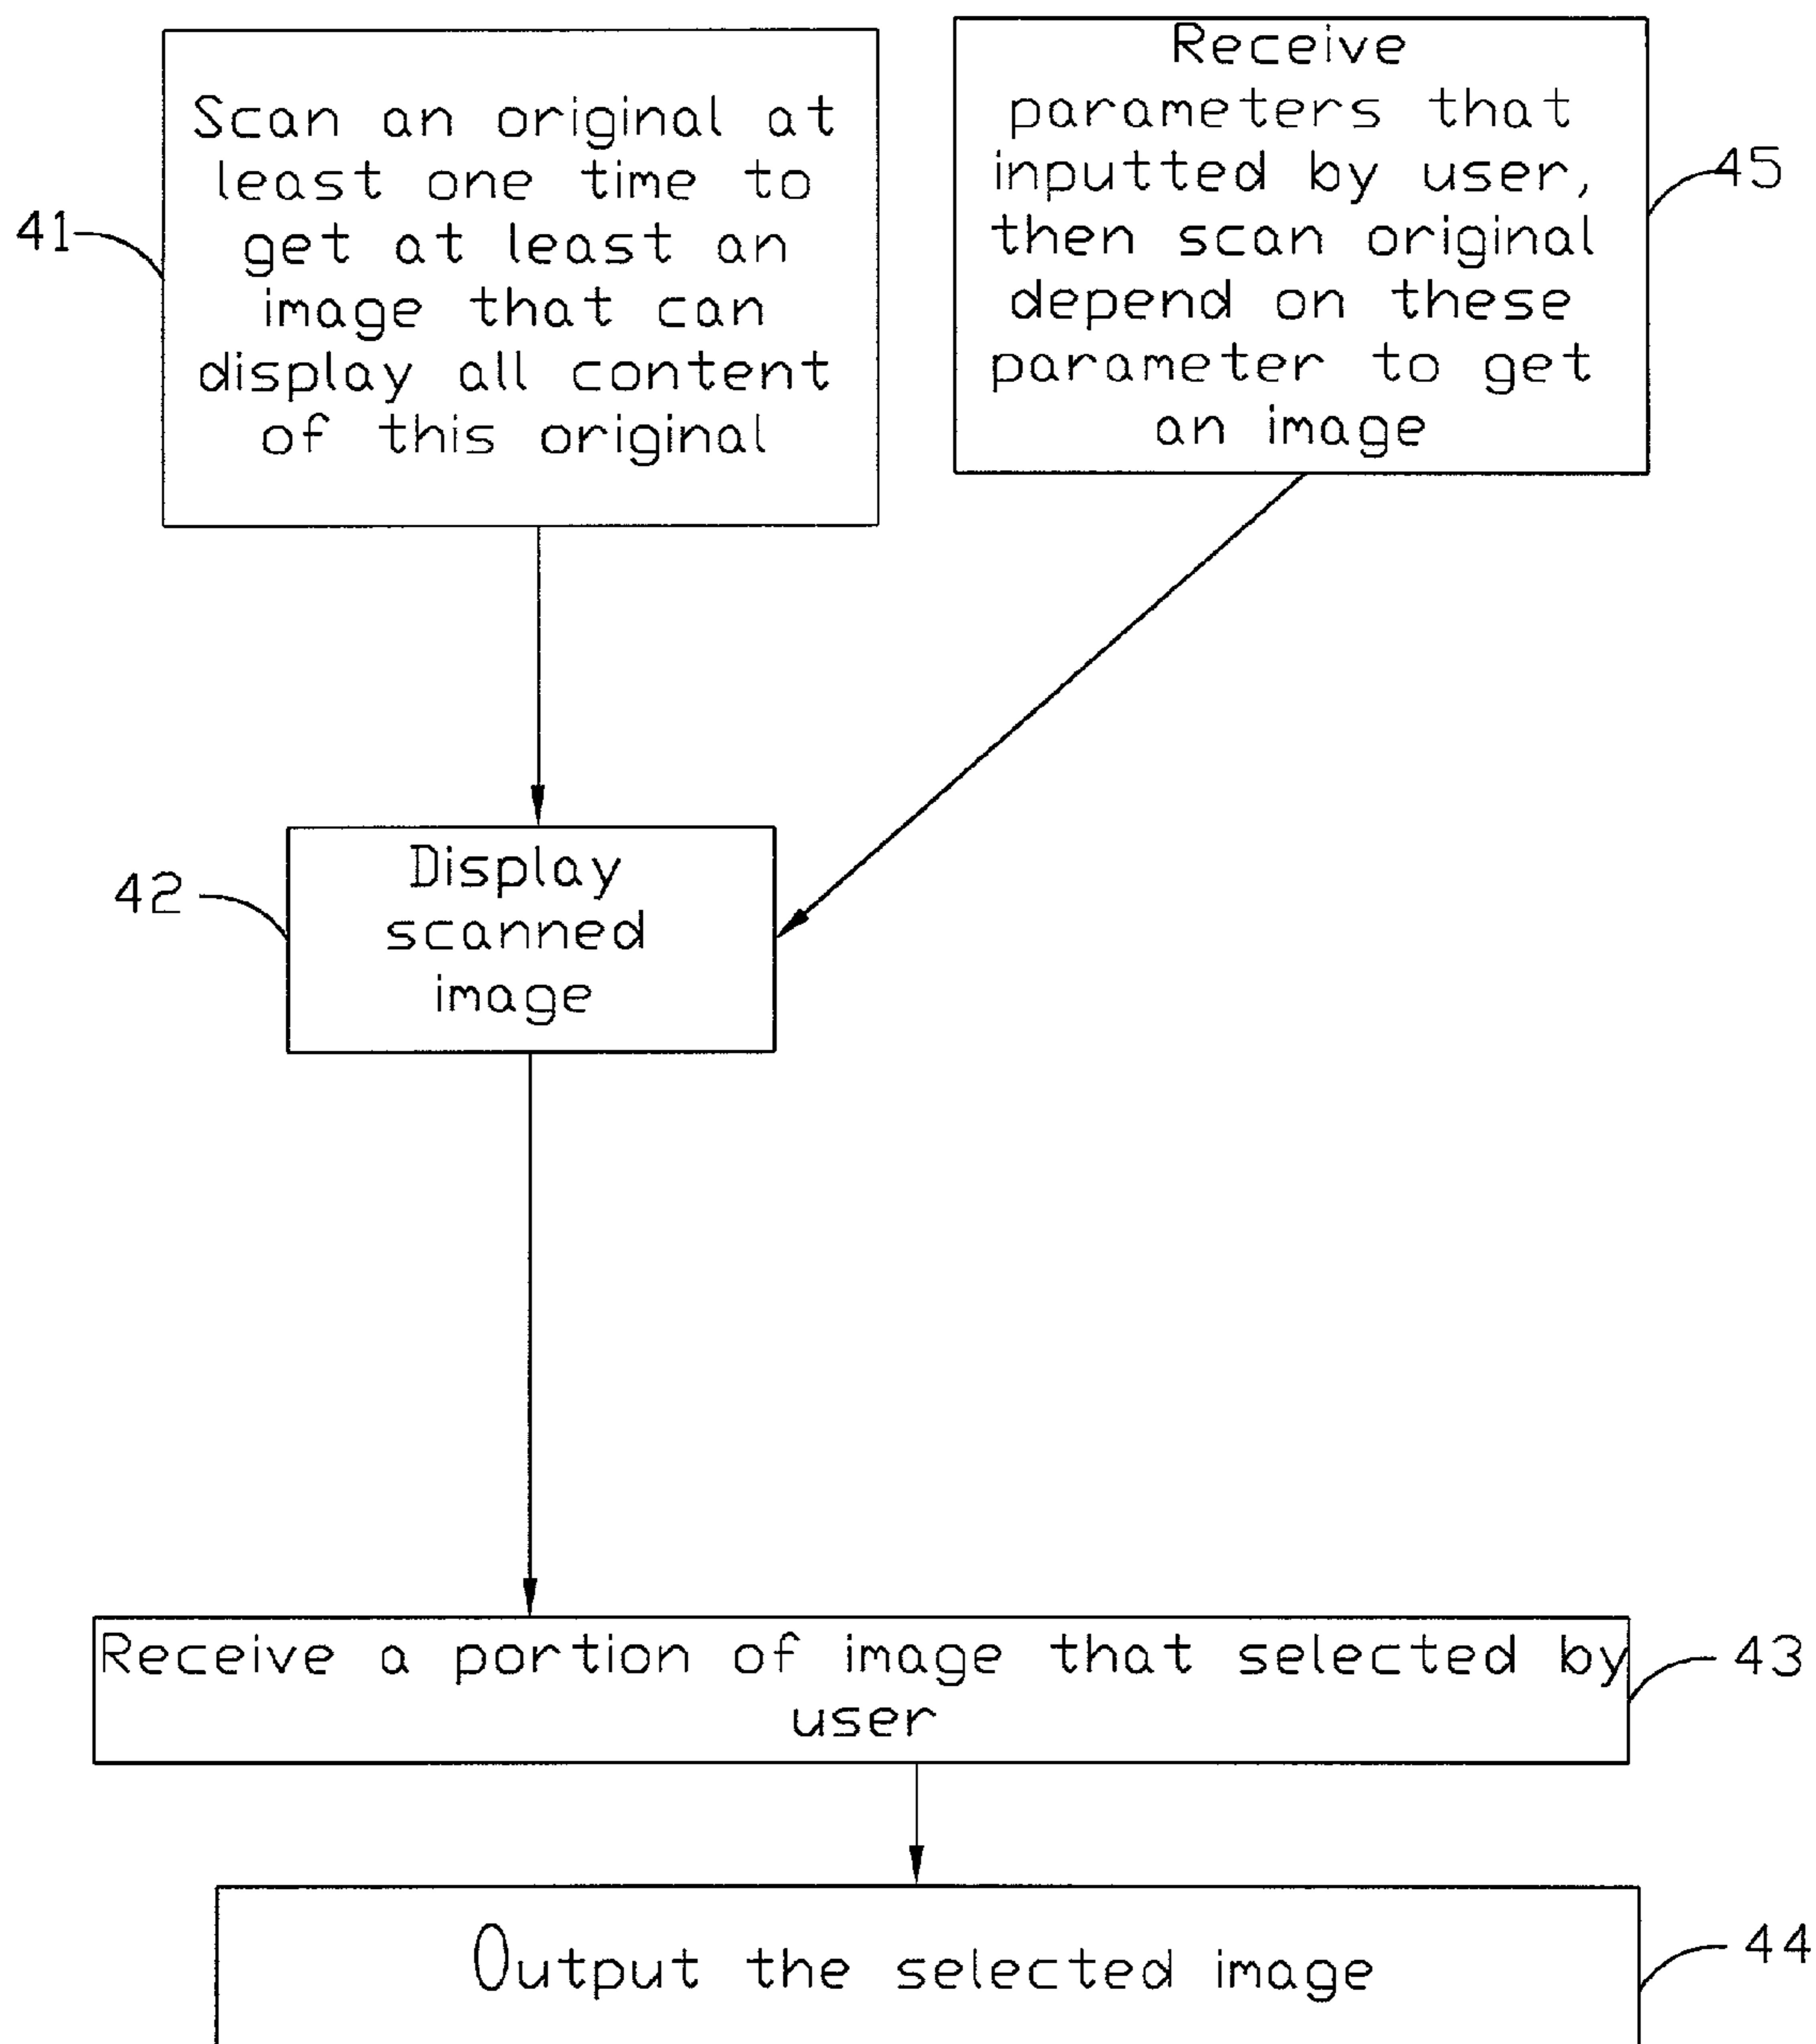 Scan an original at
least one time to
get at least an
image that can
display all content
of this original
41
Receive
parameters that
inputted by user,
then scan original
depend on these
parameter to get
an image
45
Display
scanned
image
42
Receive a portion of image that selected by
user
43
Output the selected image
44